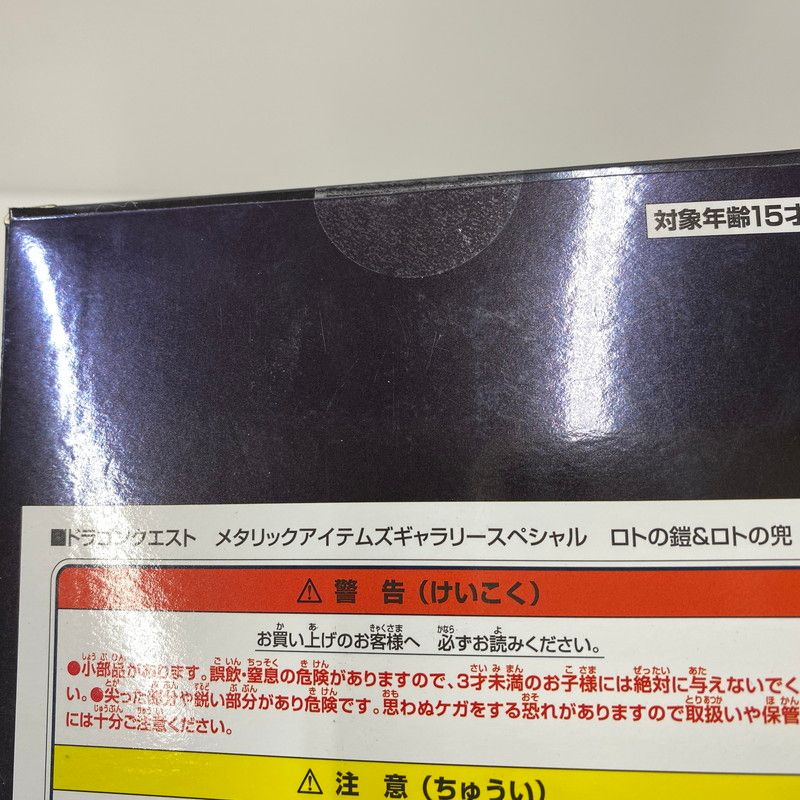 対象年齢15才
■ドラゴンクエスト メタリックアイテムズギャラリースペシャル ロトの鎧&ロトの兜
⚠ 警 告 (けいこく)
お買い上げのお客様へ 必ずお読みください。
●小部品があります。誤飲・窒息の危険がありますので、3才未満のお子様には絶対に与えないでく
い。●尖った部分や鋭い部分があり危険です。思わぬケガをする恐れがありますので取扱いや保管
には十分ご注意ください。
⚠ 注 意 (ちゅうい)